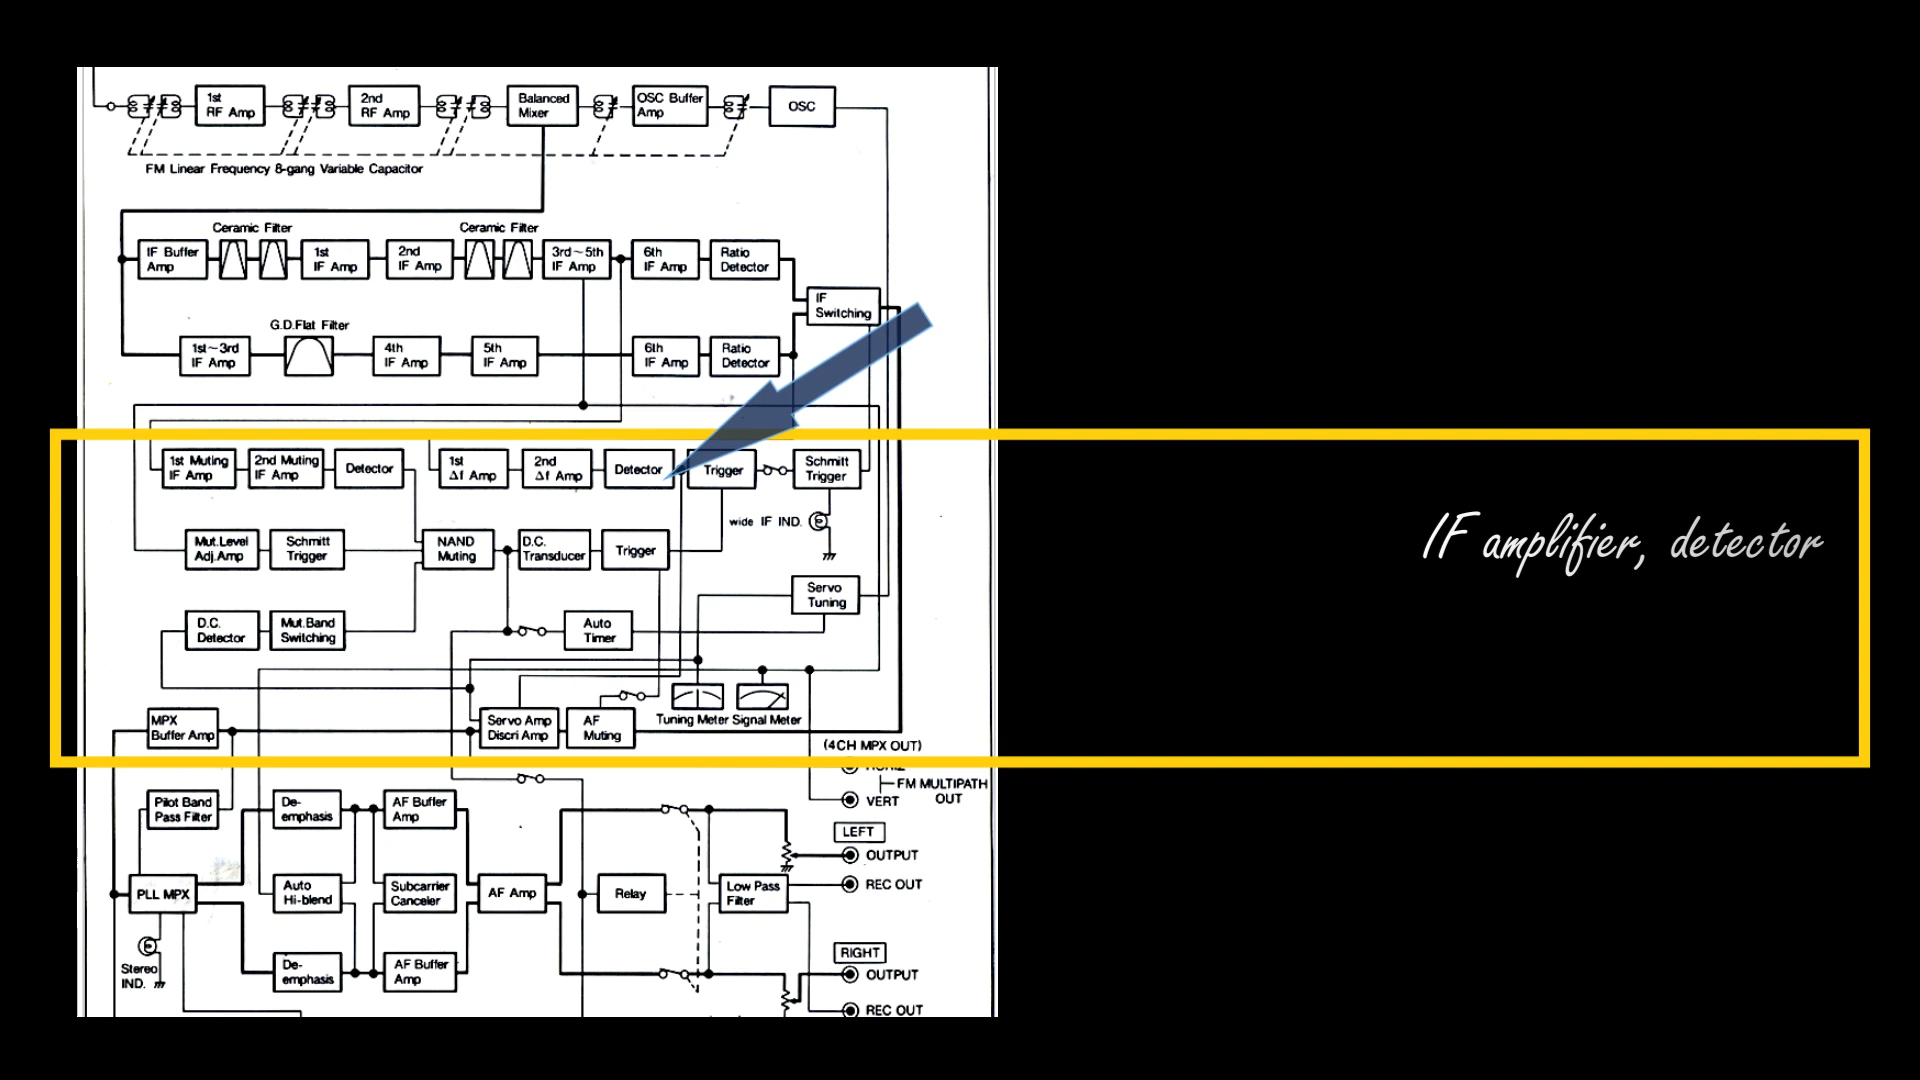 1st RF Amp
2nd RF Amp
Balanced Mixer
OSC Buffer Amp
OSC
FM Linear Frequency 8-gang Variable Capacitor
Ceramic Filter
Ceramic Filter
IF Buffer Amp
1st IF Amp
2nd IF Amp
3rd~5th IF Amp
6th IF Amp
Ratio Detector
IF Switching
G.D.Flat Filter
1st~3rd IF Amp
4th IF Amp
5th IF Amp
6th IF Amp
Ratio Detector
1st Muting IF Amp
2nd Muting IF Amp
Detector
1st Δf Amp
2nd Δf Amp
Detector
Trigger
Schmitt Trigger
wide IF IND.
IF amplifier, detector
Mut.Level Adj.Amp
Schmitt Trigger
NAND Muting
D.C. Transducer
Trigger
Servo Tuning
D.C. Detector
Mut.Band Switching
Auto Timer
MPX Buffer Amp
Servo Amp Discri Amp
AF Muting
Tuning Meter
Signal Meter
(4CH MPX OUT)
FM MULTIPATH OUT
VERT
Pilot Band Pass Filter
De-emphasis
AF Buffer Amp
LEFT
OUTPUT
REC OUT
PLL MPX
Auto Hi-blend
Subcarrier Canceler
AF Amp
Relay
Low Pass Filter
Stereo IND.
De-emphasis
AF Buffer Amp
RIGHT
OUTPUT
REC OUT